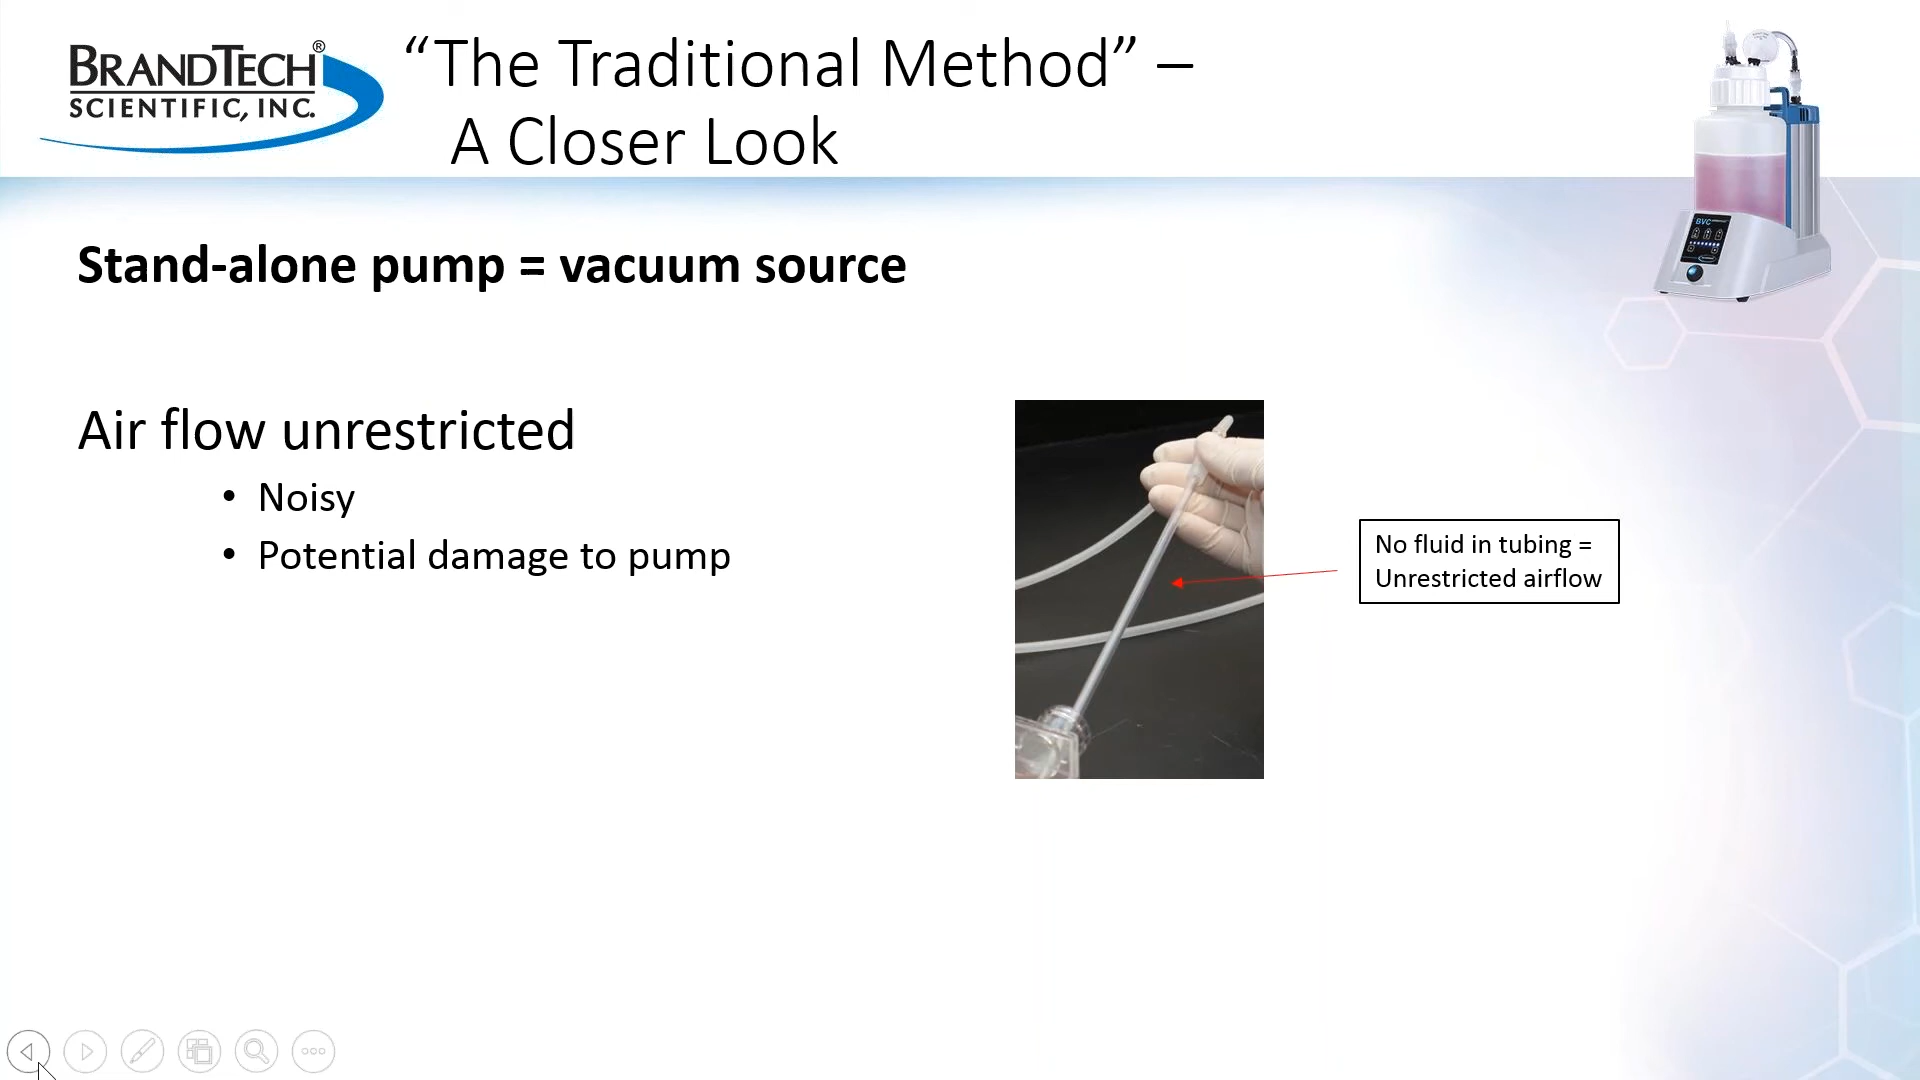 BRANDTECH®
SCIENTIFIC, INC.
“The Traditional Method” –
A Closer Look
BVC
Stand-alone pump = vacuum source
Air flow unrestricted
• Noisy
• Potential damage to pump
No fluid in tubing =
Unrestricted airflow